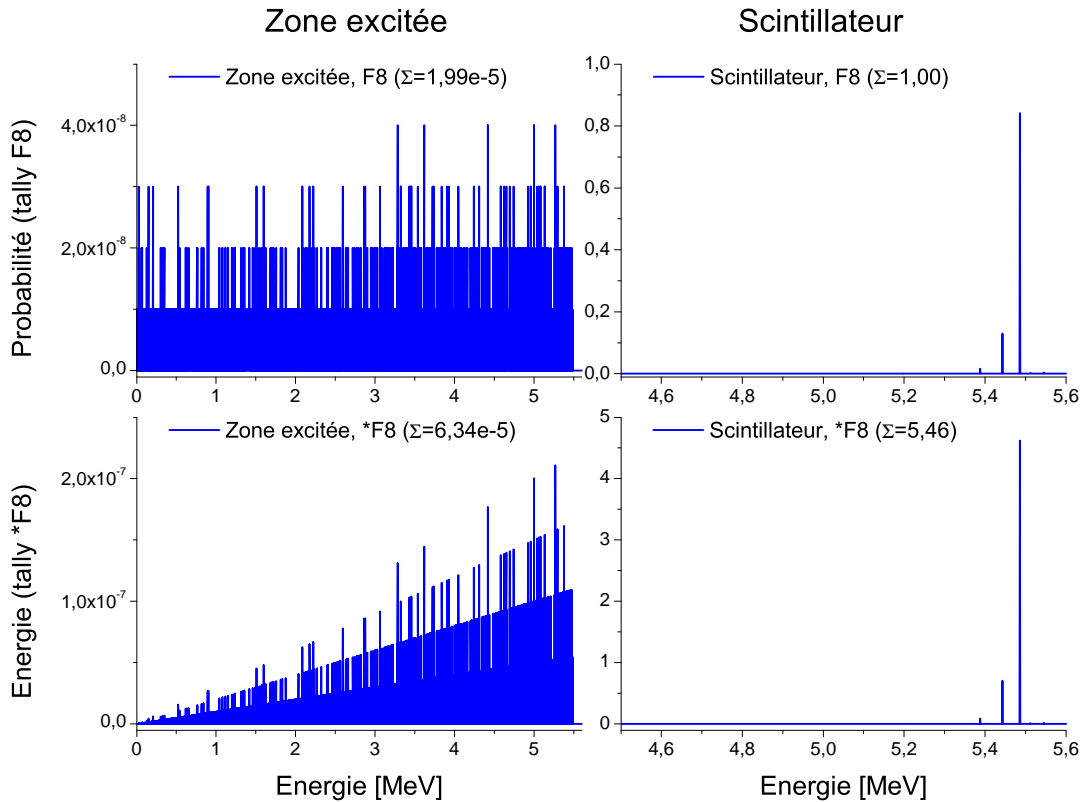 Zone excitée
Scintillateur
Probabilité (tally F8)
Zone excitée, F8 (Σ=1,99e-5)
4,0x10⁻⁸
2,0x10⁻⁸
0,0
0 1 2 3 4 5
Scintillateur, F8 (Σ=1,00)
1,0
0,8
0,6
0,4
0,2
0,0
4,6 4,8 5,0 5,2 5,4 5,6
Energie (tally *F8)
Zone excitée, *F8 (Σ=6,34e-5)
2,0x10⁻⁷
1,0x10⁻⁷
0,0
0 1 2 3 4 5
Energie [MeV]
Scintillateur, *F8 (Σ=5,46)
5
4
3
2
1
0
4,6 4,8 5,0 5,2 5,4 5,6
Energie [MeV]